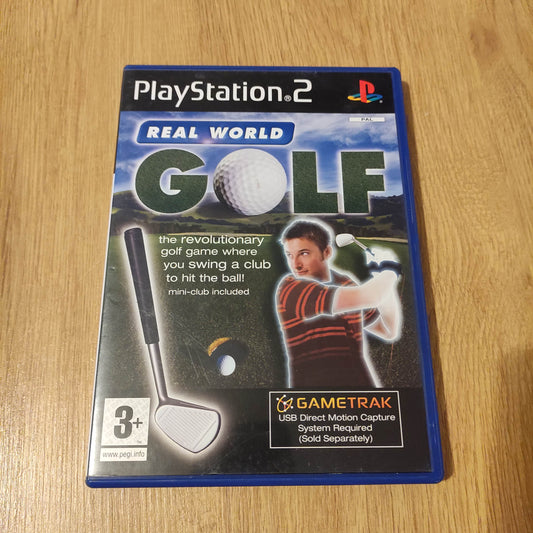 PlayStation®2
PAL
REAL WORLD
GOLF
the revolutionary
golf game where
you swing a club
to hit the ball!
mini-club included
GAMETRAK
USB Direct Motion Capture
System Required
(Sold Separately)
3+
www.pegi.info